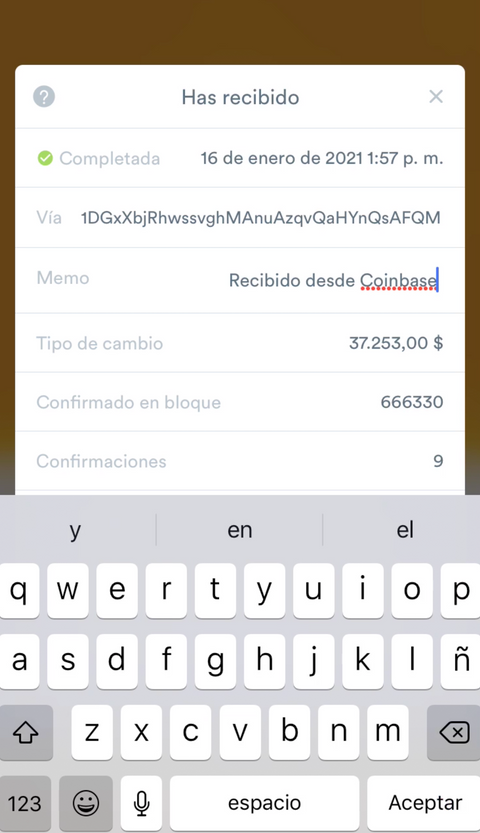 ?
Has recibido
Completada 16 de enero de 2021 1:57 p. m.
Vía 1DGxXbjRhwssvghMAnuAzqvQaHYnQsAFQM
Memo Recibido desde Coinbase
Tipo de cambio 37.253,00 $
Confirmado en bloque 666330
Confirmaciones 9
y en el
q w e r t y u i o p
a s d f g h j k l ñ
z x c v b n m
123 espacio Aceptar